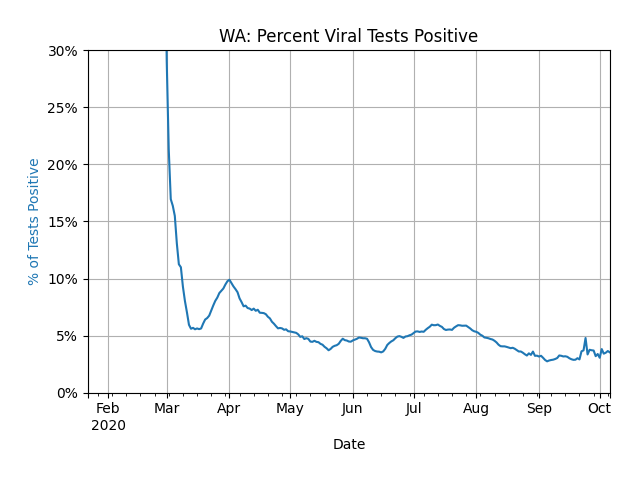 WA: Percent Viral Tests Positive
30%
25%
20%
15%
10%
5%
0%
% of Tests Positive
Feb Mar Apr May Jun Jul Aug Sep Oct
2020
Date